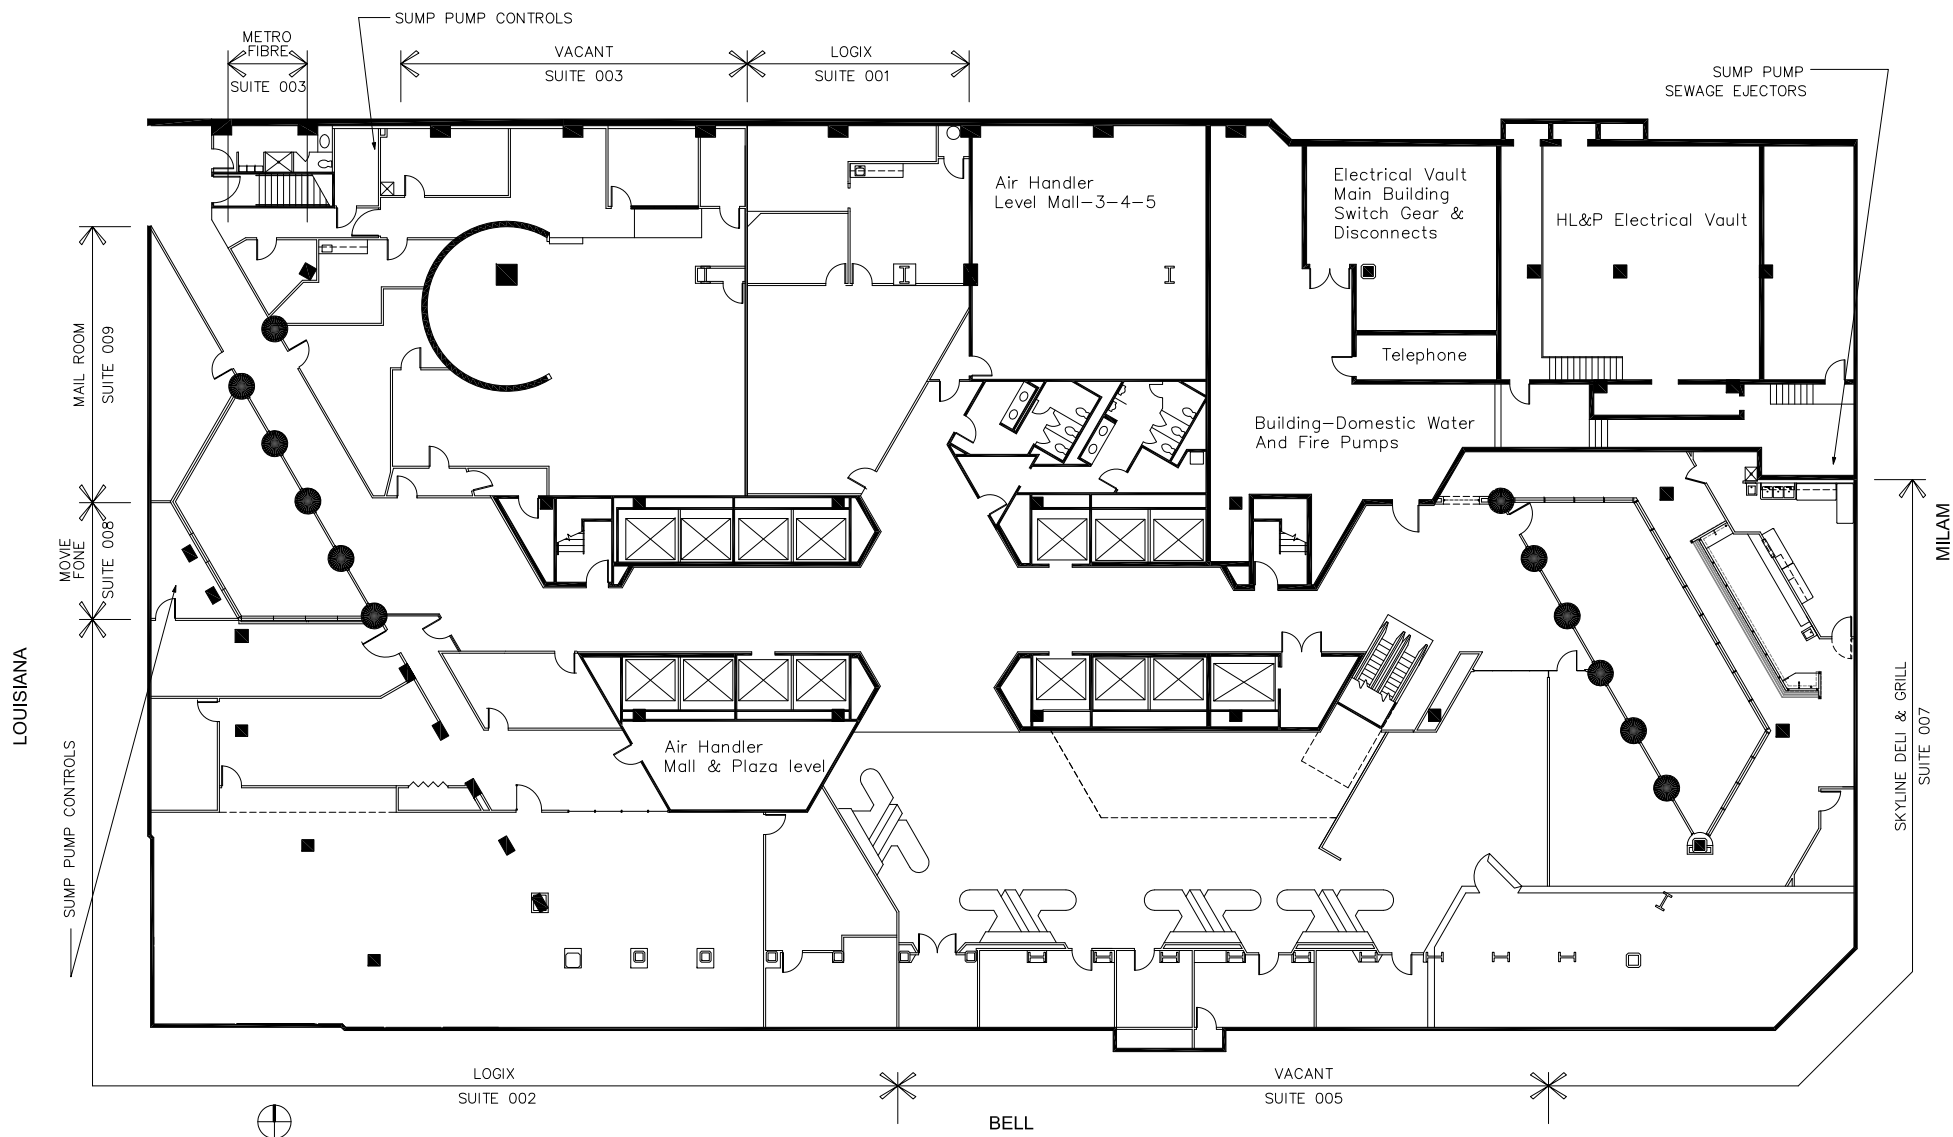 SUMP PUMP CONTROLS
METRO
FIBRE
SUITE 003
VACANT
SUITE 003
LOGIX
SUITE 001
SUMP PUMP
SEWAGE EJECTORS
Air Handler
Level Mall-3-4-5
Electrical Vault
Main Building
Switch Gear &
Disconnects
HL&P Electrical Vault
Telephone
Building-Domestic Water
And Fire Pumps
MAIL ROOM
SUITE 009
MOVIE
FONE
SUITE 008
LOUISIANA
SUMP PUMP CONTROLS
Air Handler
Mall & Plaza level
MILAM
SKYLINE DELI & GRILL
SUITE 007
LOGIX
SUITE 002
VACANT
SUITE 005
BELL